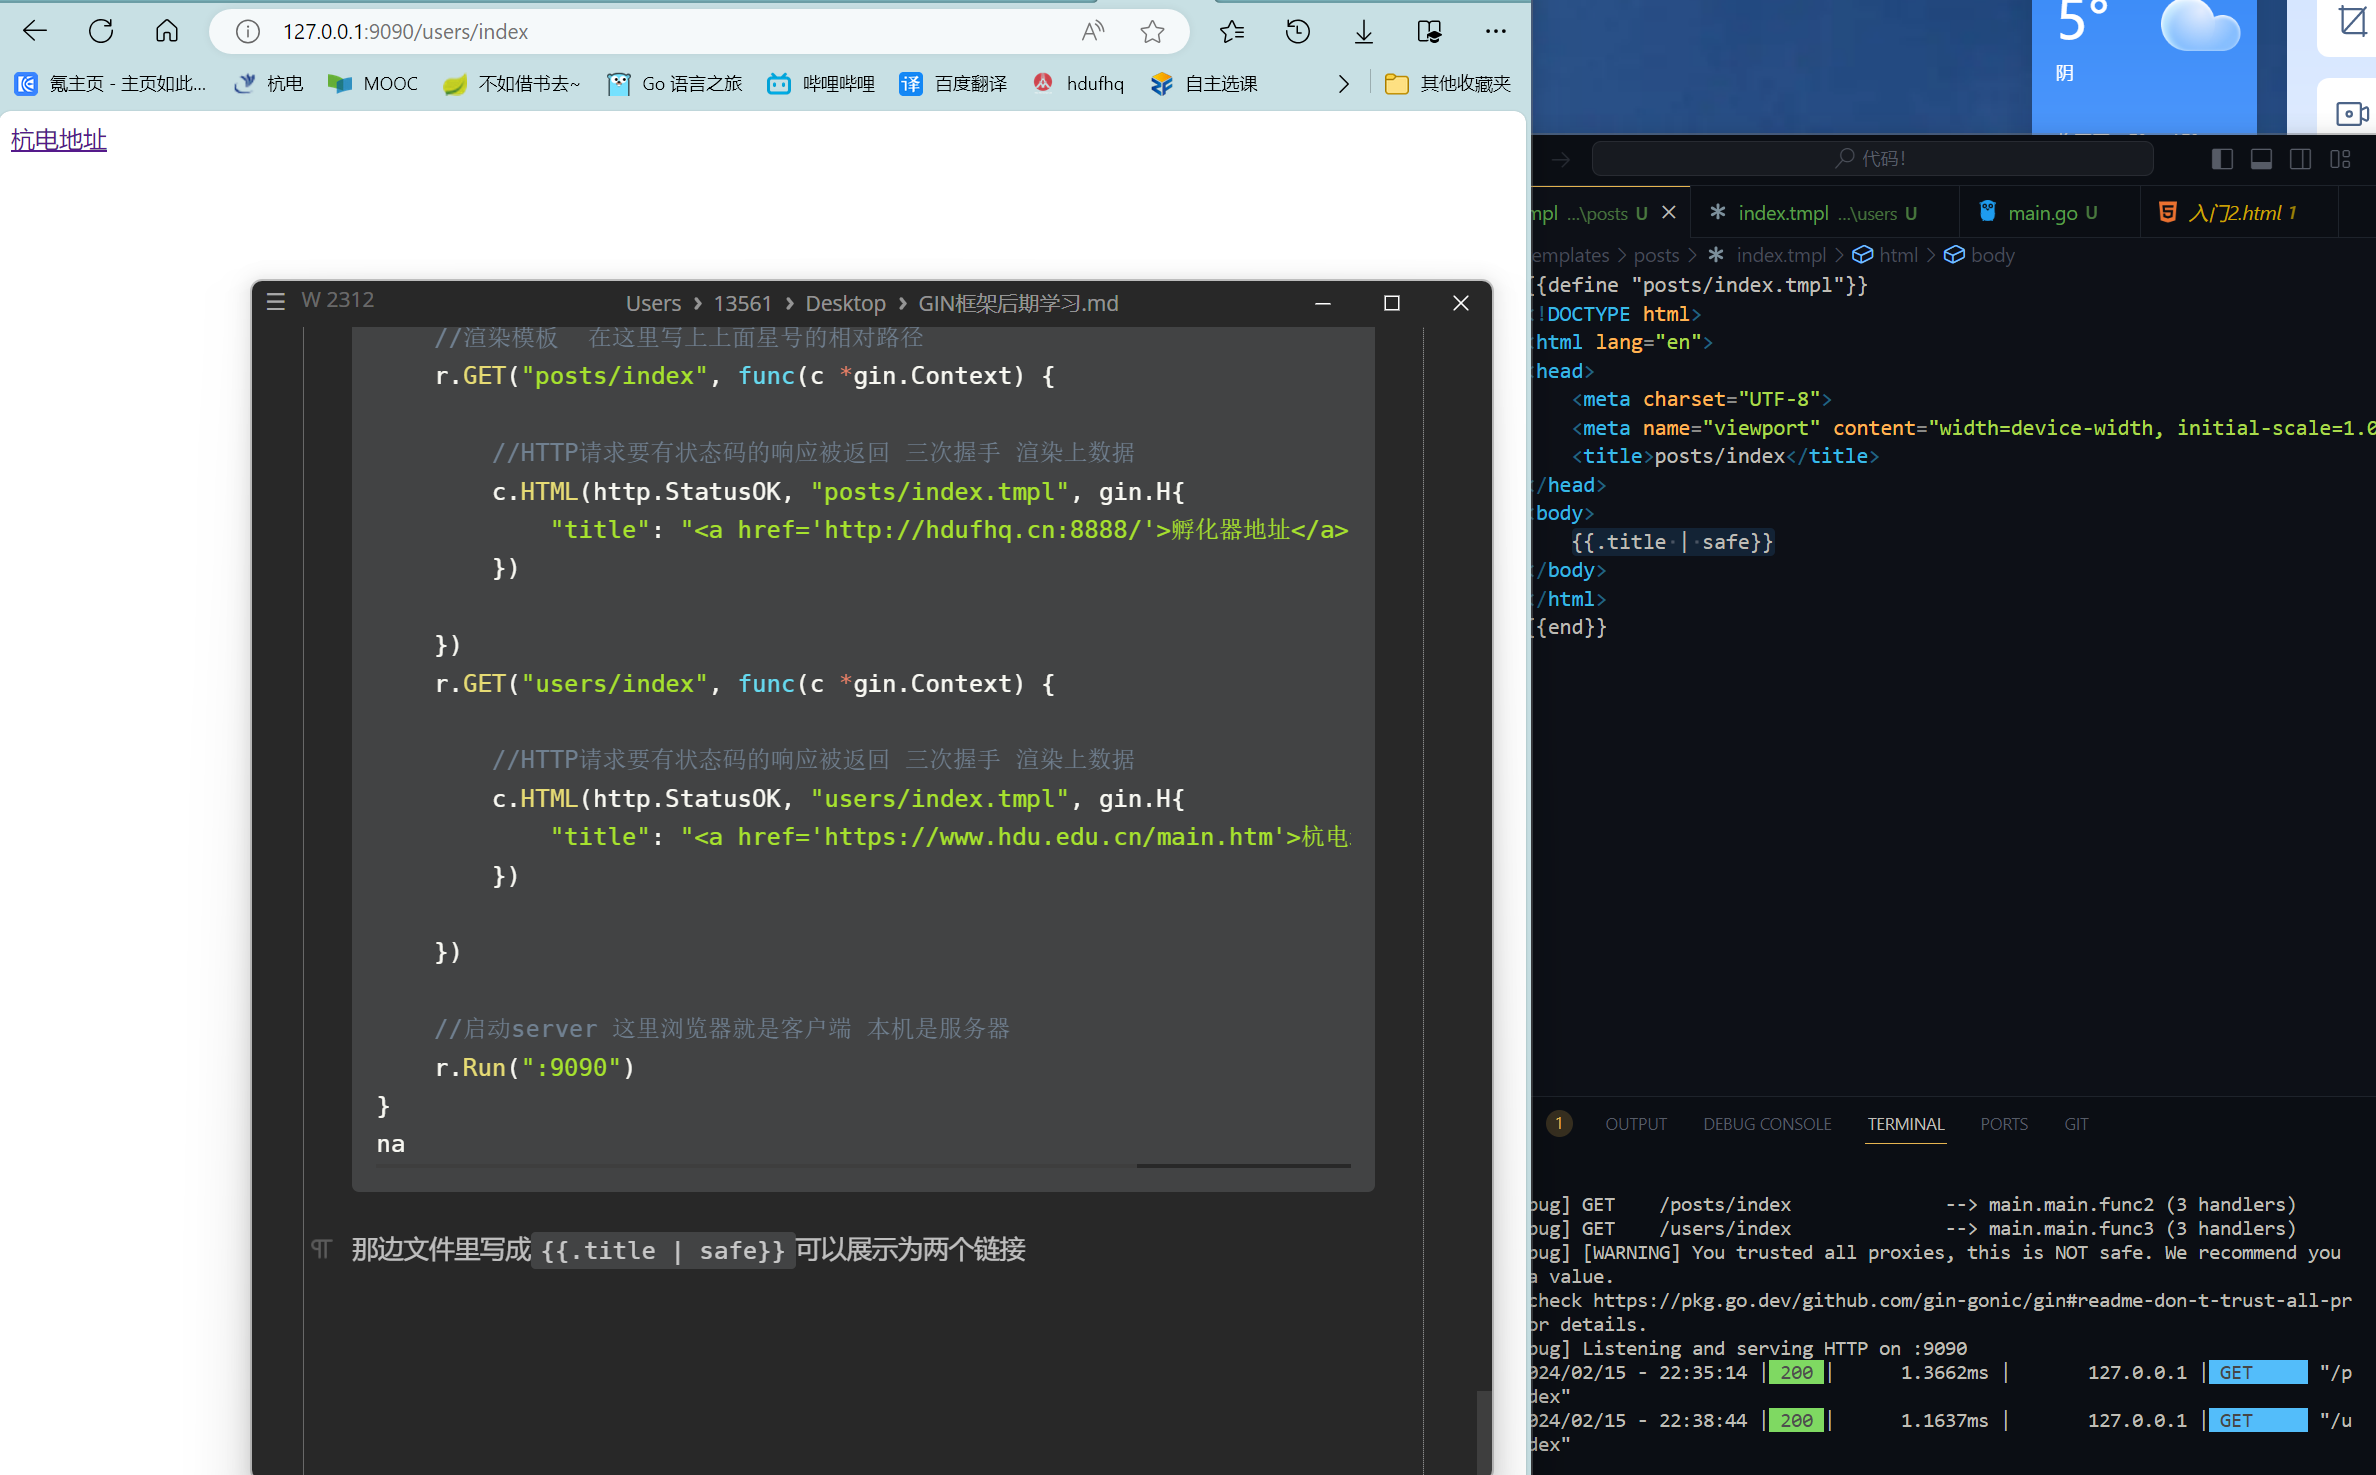 127.0.0.1:9090/users/index
氪主页 - 主页如此...
杭电
MOOC
不如借书去~
Go 语言之旅
哔哩哔哩
百度翻译
hdufhq
自主选课
其他收藏夹
杭电地址
W 2312
Users › 13561 › Desktop › GIN框架后期学习.md
//渲染模板  在这里写上上面星号的相对路径
r.GET("posts/index", func(c *gin.Context) {
//HTTP请求要有状态码的响应被返回 三次握手 渲染上数据
c.HTML(http.StatusOK, "posts/index.tmpl", gin.H{
"title": "<a href='http://hdufhq.cn:8888/'>孵化器地址</a>
})
})
r.GET("users/index", func(c *gin.Context) {
//HTTP请求要有状态码的响应被返回 三次握手 渲染上数据
c.HTML(http.StatusOK, "users/index.tmpl", gin.H{
"title": "<a href='https://www.hdu.edu.cn/main.htm'>杭电
})
})
//启动server 这里浏览器就是客户端 本机是服务器
r.Run(":9090")
}
na
那边文件里写成 {{.title | safe}} 可以展示为两个链接
5°
阴
代码!
mpl ...\posts U
index.tmpl ...\users U
main.go U
入门2.html 1
emplates > posts > index.tmpl > html > body
{{define "posts/index.tmpl"}}
!DOCTYPE html>
html lang="en">
head>
<meta charset="UTF-8">
<meta name="viewport" content="width=device-width, initial-scale=1.0
<title>posts/index</title>
/head>
body>
{{.title | safe}}
/body>
/html>
{{end}}
1
OUTPUT
DEBUG CONSOLE
TERMINAL
PORTS
GIT
bug] GET    /posts/index              --> main.main.func2 (3 handlers)
bug] GET    /users/index              --> main.main.func3 (3 handlers)
bug] [WARNING] You trusted all proxies, this is NOT safe. We recommend you
a value.
check https://pkg.go.dev/github.com/gin-gonic/gin#readme-don-t-trust-all-pr
or details.
bug] Listening and serving HTTP on :9090
024/02/15 - 22:35:14 | 200 |      1.3662ms |       127.0.0.1 | GET      "/p
dex"
024/02/15 - 22:38:44 | 200 |      1.1637ms |       127.0.0.1 | GET      "/u
dex"